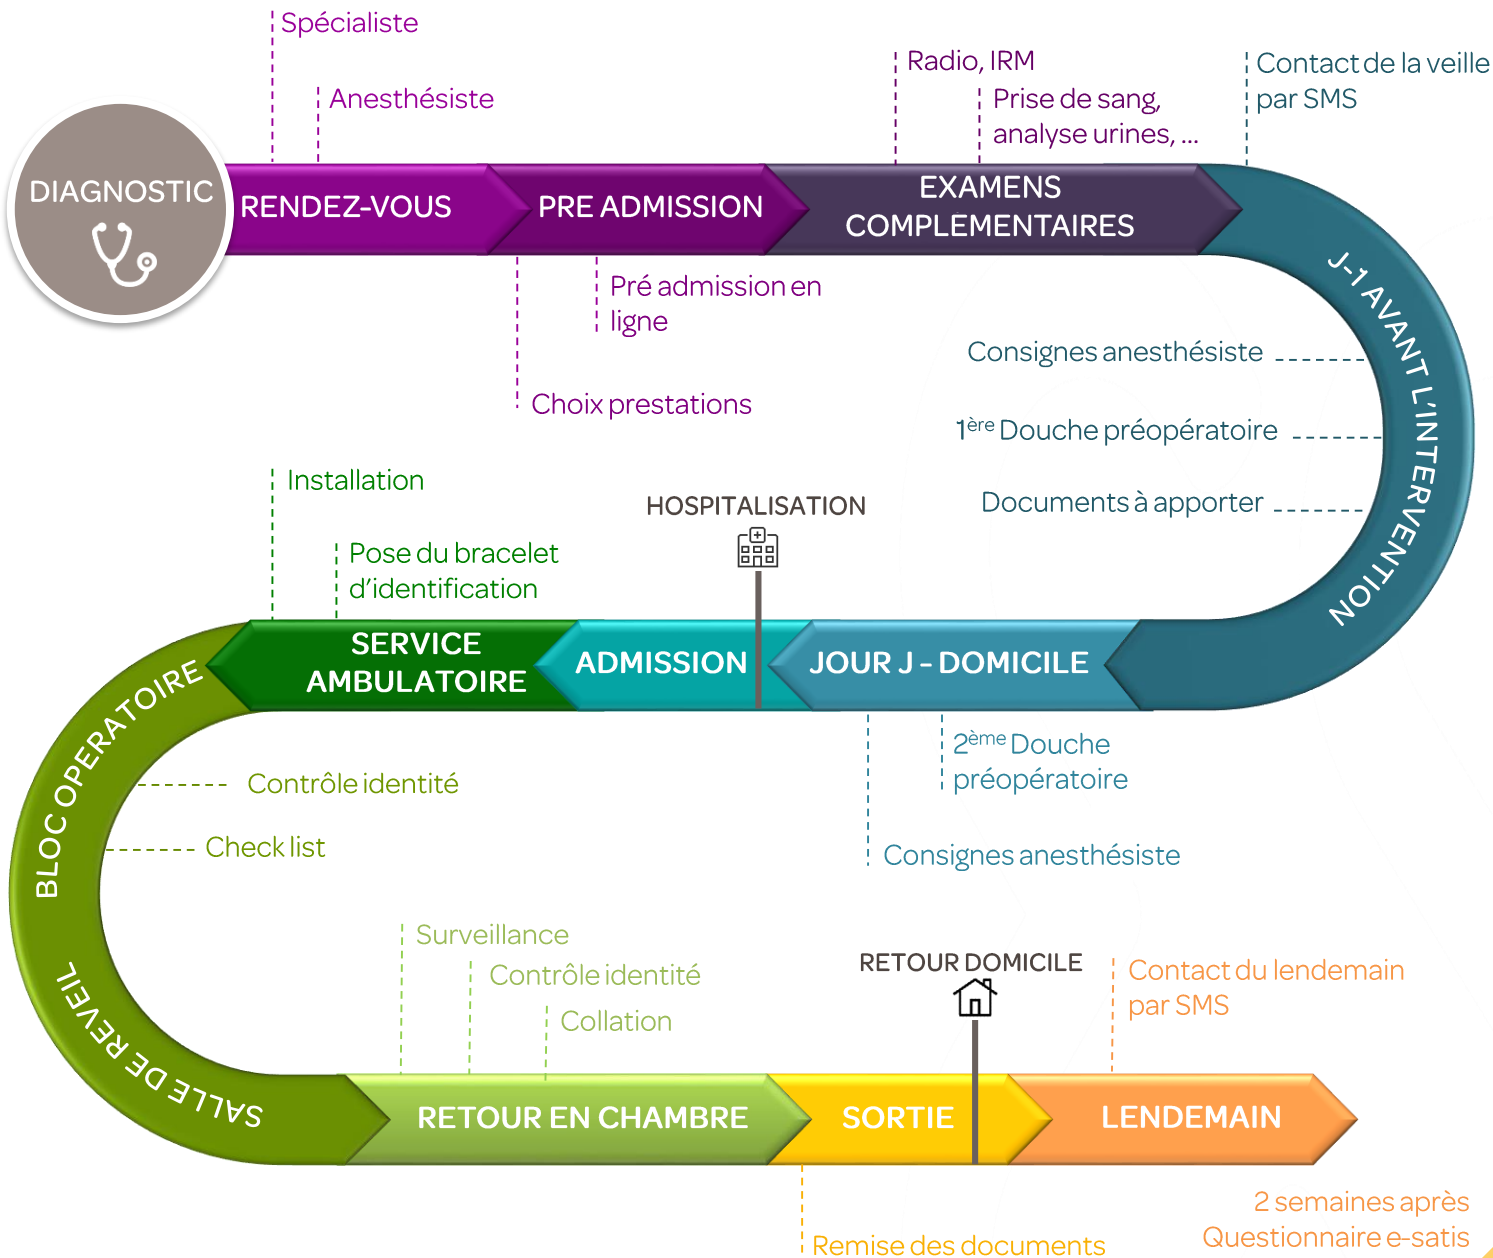 Spécialiste
Anesthésiste
Radio, IRM
Prise de sang,
analyse urines, ...
Contact de la veille
par SMS
DIAGNOSTIC
RENDEZ-VOUS
PRE ADMISSION
EXAMENS
COMPLEMENTAIRES
Pré admission en
ligne
Choix prestations
J-1 AVANT L'INTERVENTION
Consignes anesthésiste
1ère Douche préopératoire
Documents à apporter
HOSPITALISATION
Installation
Pose du bracelet
d'identification
JOUR J - DOMICILE
ADMISSION
SERVICE
AMBULATOIRE
2ème Douche
préopératoire
Consignes anesthésiste
BLOC OPERATOIRE
Contrôle identité
Check list
SALLE DE REVEIL
Surveillance
Contrôle identité
Collation
RETOUR DOMICILE
Contact du lendemain
par SMS
RETOUR EN CHAMBRE
SORTIE
LENDEMAIN
Remise des documents
2 semaines après
Questionnaire e-satis